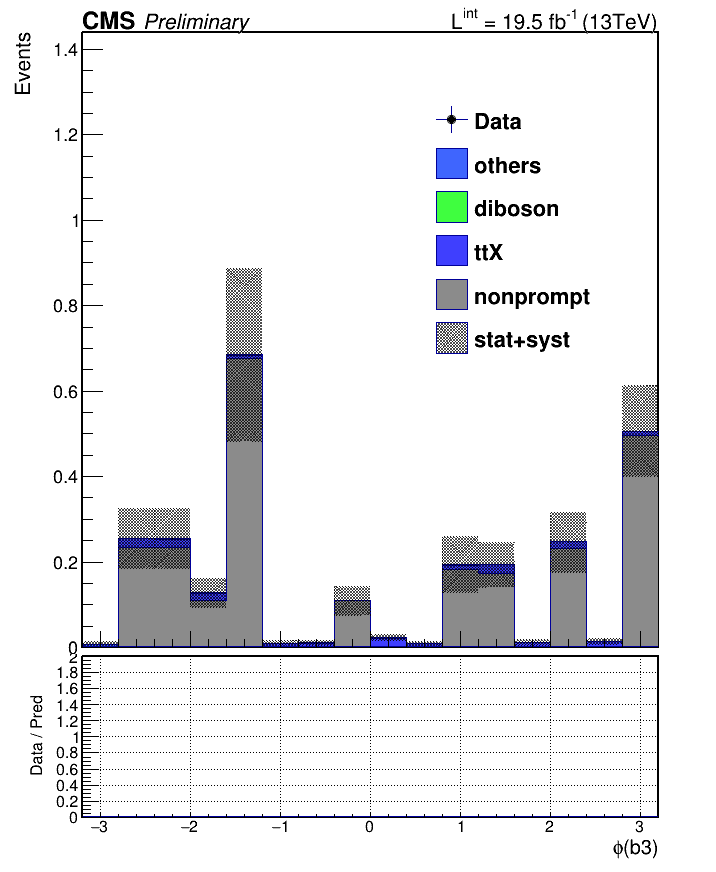 CMS Preliminary L^int = 19.5 fb^-1 (13TeV)
Events
1.4
1.2
1
0.8
0.6
0.4
0.2
0
Data
others
diboson
ttX
nonprompt
stat+syst
Data / Pred
2
1.8
1.6
1.4
1.2
1
0.8
0.6
0.4
0.2
0
−3 −2 −1 0 1 2 3
ϕ(b3)